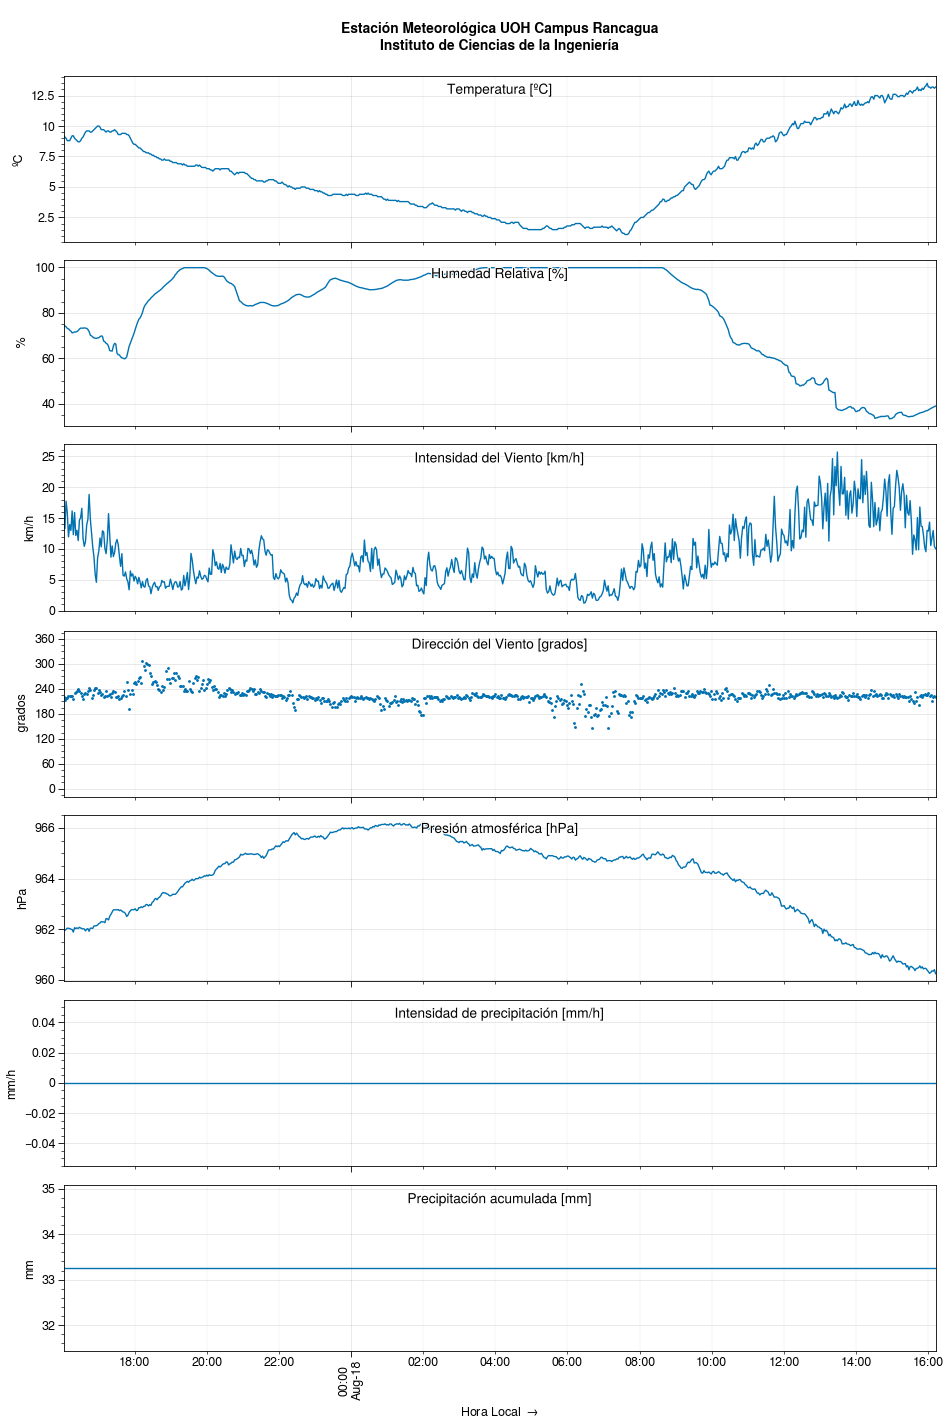 Estación Meteorológica UOH Campus Rancagua
Instituto de Ciencias de la Ingeniería
Temperatura [ºC]
ºC
12.5
10
7.5
5
2.5
Humedad Relativa [%]
%
100
80
60
40
Intensidad del Viento [km/h]
km/h
25
20
15
10
5
0
Dirección del Viento [grados]
grados
360
300
240
180
120
60
0
Presión atmosférica [hPa]
hPa
966
964
962
960
Intensidad de precipitación [mm/h]
mm/h
0.04
0.02
0
−0.02
−0.04
Precipitación acumulada [mm]
mm
35
34
33
32
18:00 20:00 22:00 00:00 02:00 04:00 06:00 08:00 10:00 12:00 14:00 16:00
Aug-18
Hora Local →